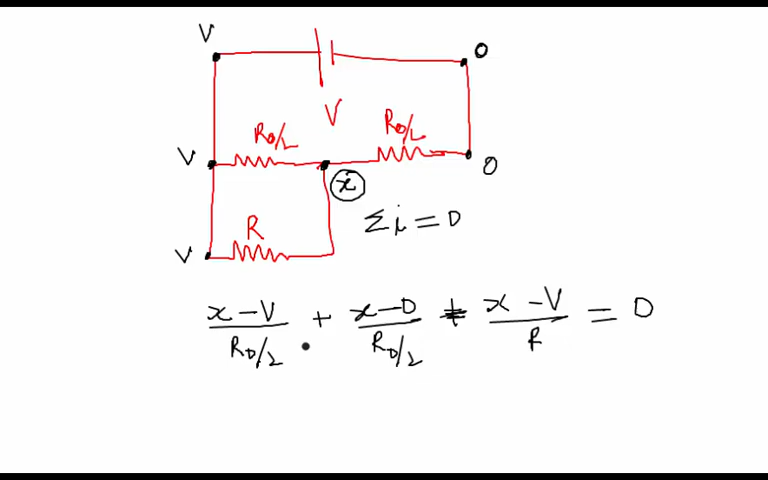 V
0
V
R0/2 R0/2
V
x
0
R
Σi = 0
V
x-V/R0/2 + x-0/R0/2 + x-V/R = 0